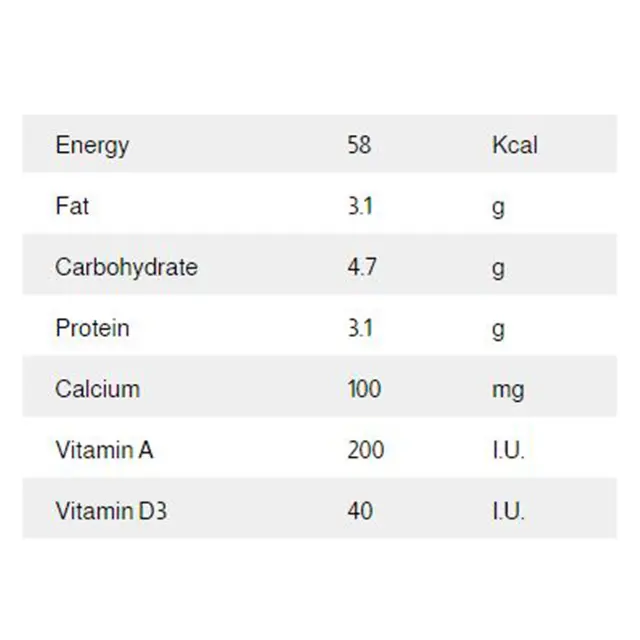 Energy 58 Kcal
Fat 3.1 g
Carbohydrate 4.7 g
Protein 3.1 g
Calcium 100 mg
Vitamin A 200 I.U.
Vitamin D3 40 I.U.